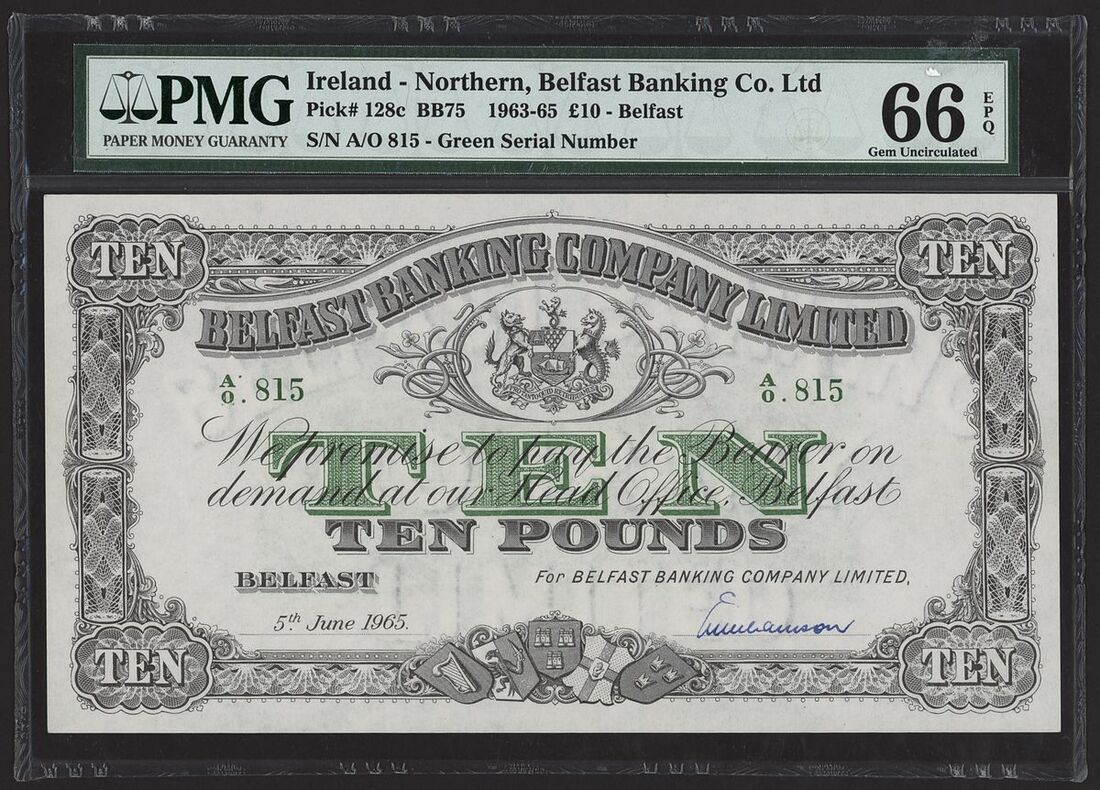 PMG
PAPER MONEY GUARANTY
Ireland - Northern, Belfast Banking Co. Ltd
Pick# 128c BB75 1963-65 £10 - Belfast
S/N A/O 815 - Green Serial Number
66 EPQ
Gem Uncirculated
TEN TEN
BELFAST BANKING COMPANY LIMITED
A/O. 815 A/O. 815
TEN
We promise to pay the Bearer on
demand at our Head Office, Belfast
TEN POUNDS
BELFAST For BELFAST BANKING COMPANY LIMITED,
5th June 1965.
TEN TEN